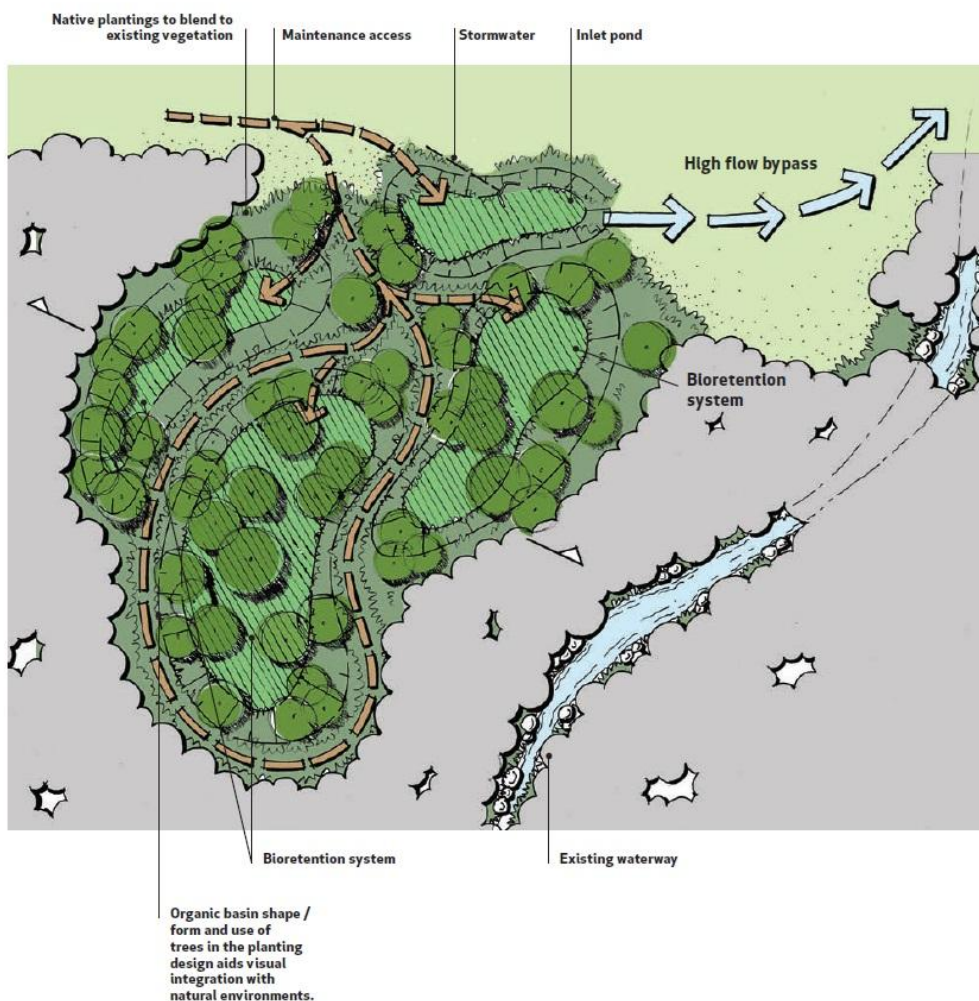 Native plantings to blend to
existing vegetation
Maintenance access
Stormwater
Inlet pond
High flow bypass
Bioretention
system
Bioretention system
Existing waterway
Organic basin shape /
form and use of
trees in the planting
design aids visual
integration with
natural environments.